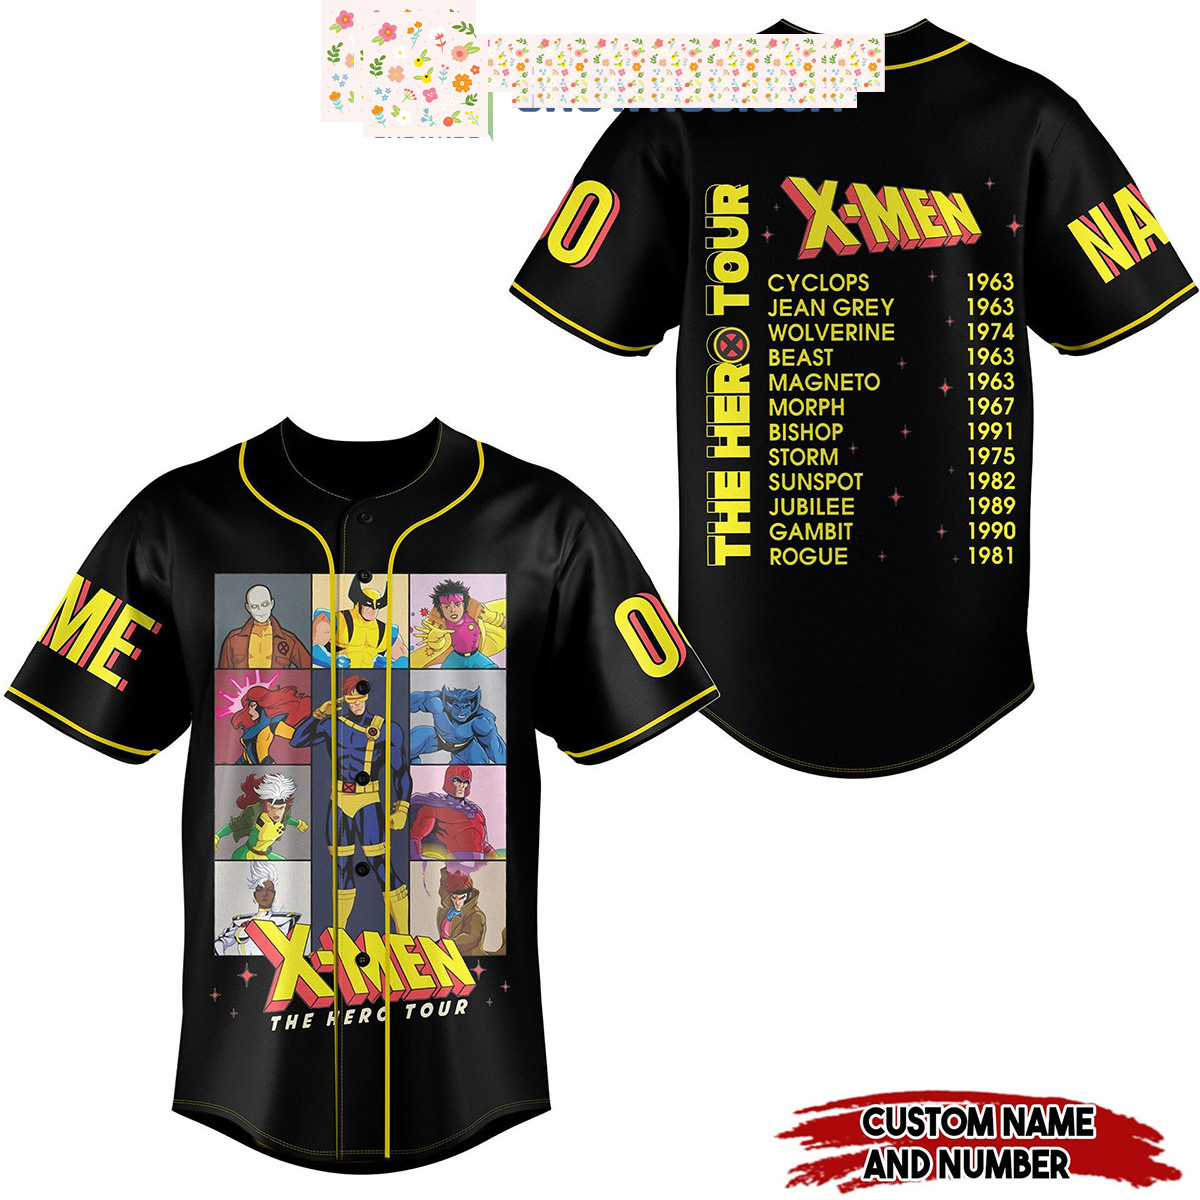 X-MEN
THE HERO TOUR
CYCLOPS 1963
JEAN GREY 1963
WOLVERINE 1974
BEAST 1963
MAGNETO 1963
MORPH 1967
BISHOP 1991
STORM 1975
SUNSPOT 1982
JUBILEE 1989
GAMBIT 1990
ROGUE 1981
0
NA
ME
0
X-MEN
THE HERO TOUR
CUSTOM NAME
AND NUMBER